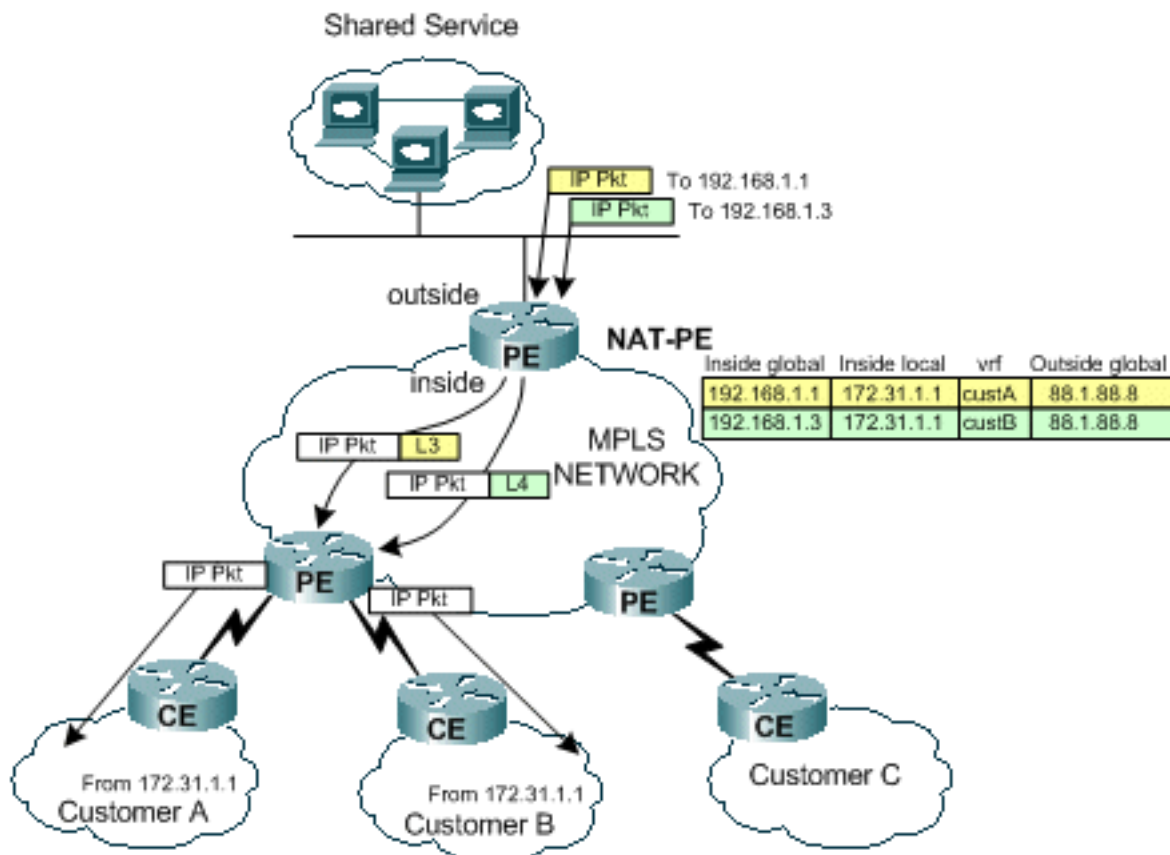 Shared Service
IP Pkt To 192.168.1.1
IP Pkt To 192.168.1.3
outside
PE
NAT-PE
inside
Inside global Inside local vrf Outside global
192.168.1.1 172.31.1.1 custA 88.1.88.8
192.168.1.3 172.31.1.1 custB 88.1.88.8
IP Pkt L3
MPLS
NETWORK
IP Pkt L4
IP Pkt
PE
IP Pkt
PE
CE
CE
CE
From 172.31.1.1
Customer A
From 172.31.1.1
Customer B
Customer C